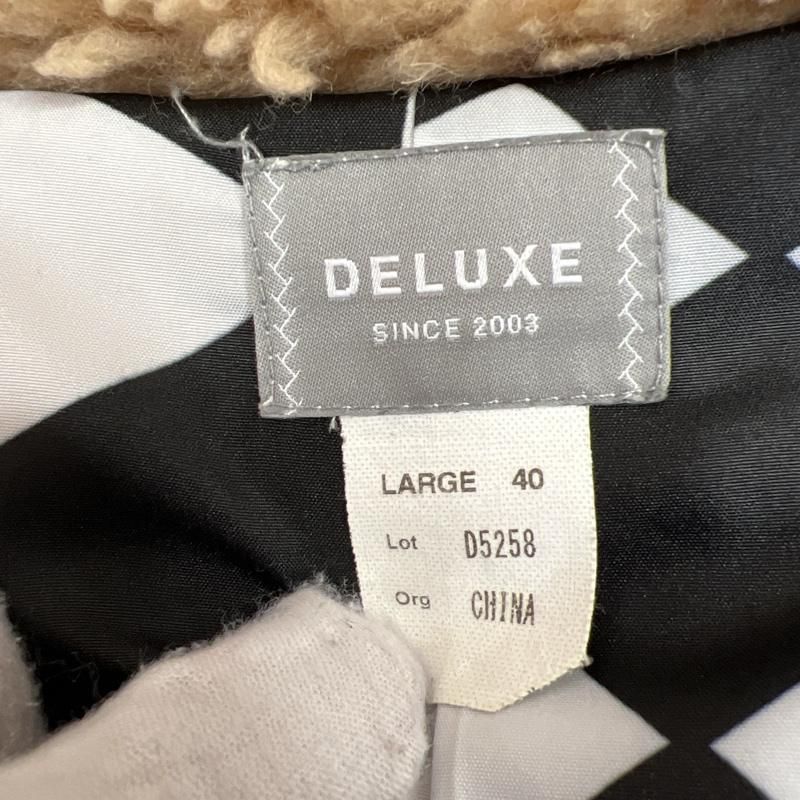 DELUXE
SINCE 2003
LARGE 40
Lot D5258
Org CHINA